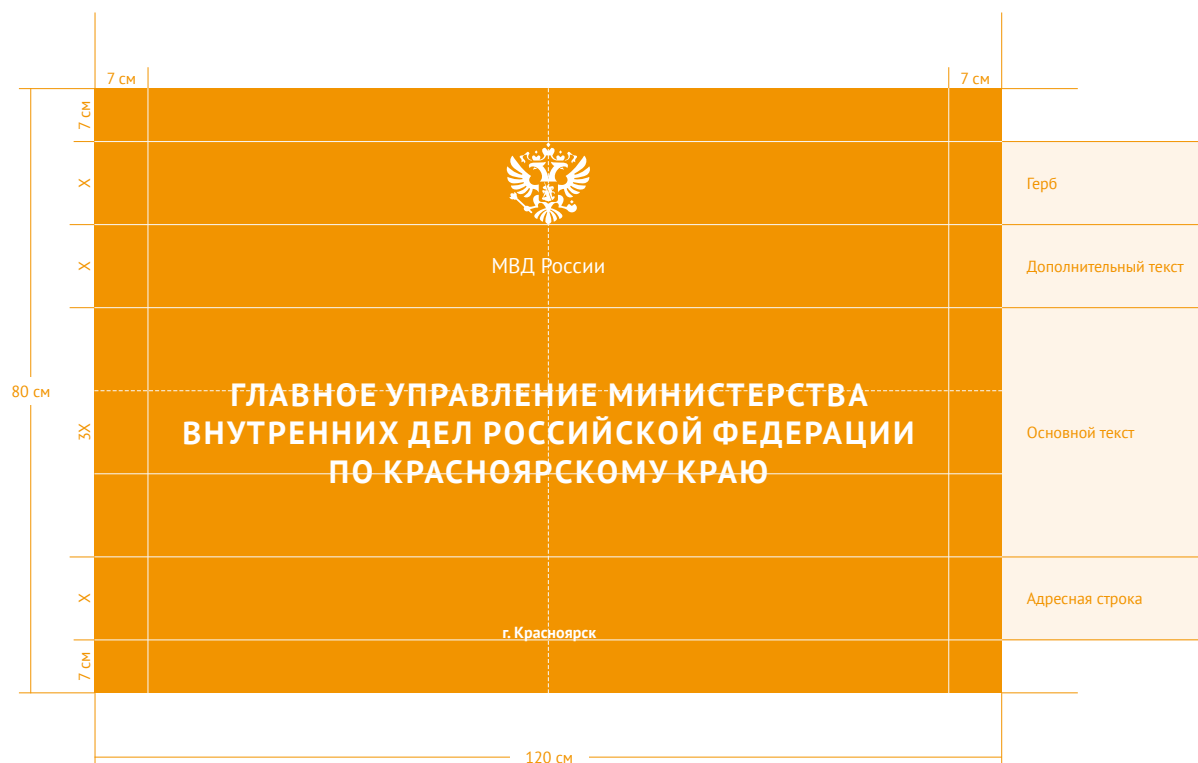 7 см
7 см
7 см
X
Герб
X
МВД России
Дополнительный текст
80 см
3X
ГЛАВНОЕ УПРАВЛЕНИЕ МИНИСТЕРСТВА
ВНУТРЕННИХ ДЕЛ РОССИЙСКОЙ ФЕДЕРАЦИИ
ПО КРАСНОЯРСКОМУ КРАЮ
Основной текст
X
Адресная строка
г. Красноярск
7 см
120 см